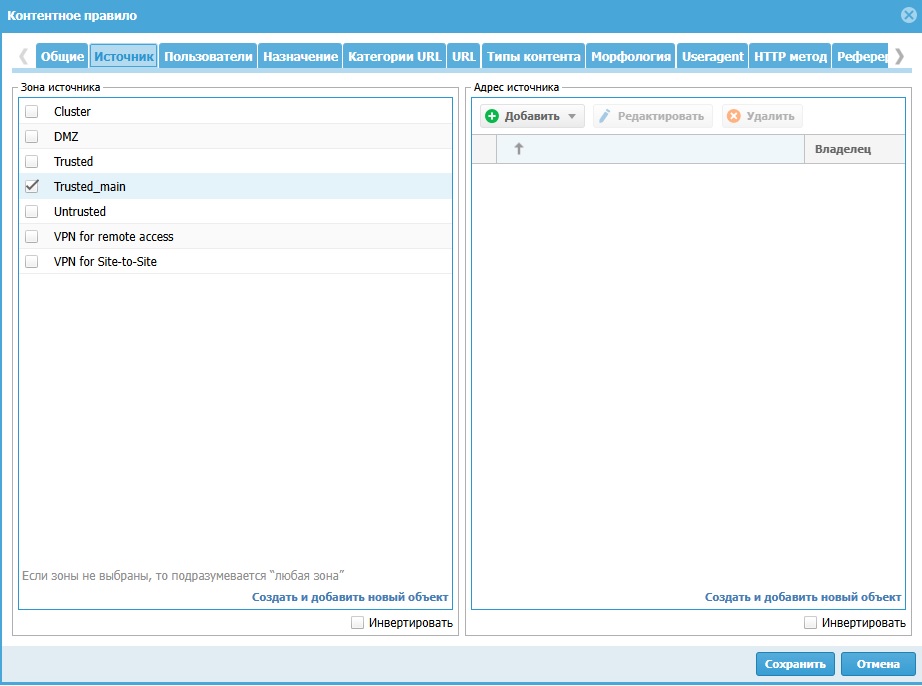 Контентное правило
Общие Источник Пользователи Назначение Категории URL URL Типы контента Морфология Useragent HTTP метод
Зона источника
Cluster
DMZ
Trusted
Trusted_main
Untrusted
VPN for remote access
VPN for Site-to-Site
Если зоны не выбраны, то подразумевается “любая зона”
Создать и добавить новый объект
Инвертировать
Адрес источника
Добавить Редактировать Удалить
Владелец
Создать и добавить новый объект
Инвертировать
Сохранить Отмена